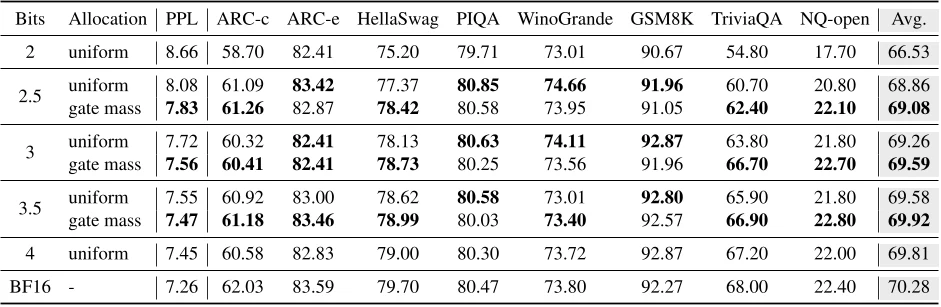 Bits Allocation PPL ARC-c ARC-e HellaSwag PIQA WinoGrande GSM8K TriviaQA NQ-open Avg.
2 uniform 8.66 58.70 82.41 75.20 79.71 73.01 90.67 54.80 17.70 66.53
2.5 uniform 8.08 61.09 83.42 77.37 80.85 74.66 91.96 60.70 20.80 68.86
gate mass 7.83 61.26 82.87 78.42 80.58 73.95 91.05 62.40 22.10 69.08
3 uniform 7.72 60.32 82.41 78.13 80.63 74.11 92.87 63.80 21.80 69.26
gate mass 7.56 60.41 82.41 78.73 80.25 73.56 91.96 66.70 22.70 69.59
3.5 uniform 7.55 60.92 83.00 78.62 80.58 73.01 92.80 65.90 21.80 69.58
gate mass 7.47 61.18 83.46 78.99 80.03 73.40 92.57 66.90 22.80 69.92
4 uniform 7.45 60.58 82.83 79.00 80.30 73.72 92.87 67.20 22.00 69.81
BF16 - 7.26 62.03 83.59 79.70 80.47 73.80 92.27 68.00 22.40 70.28